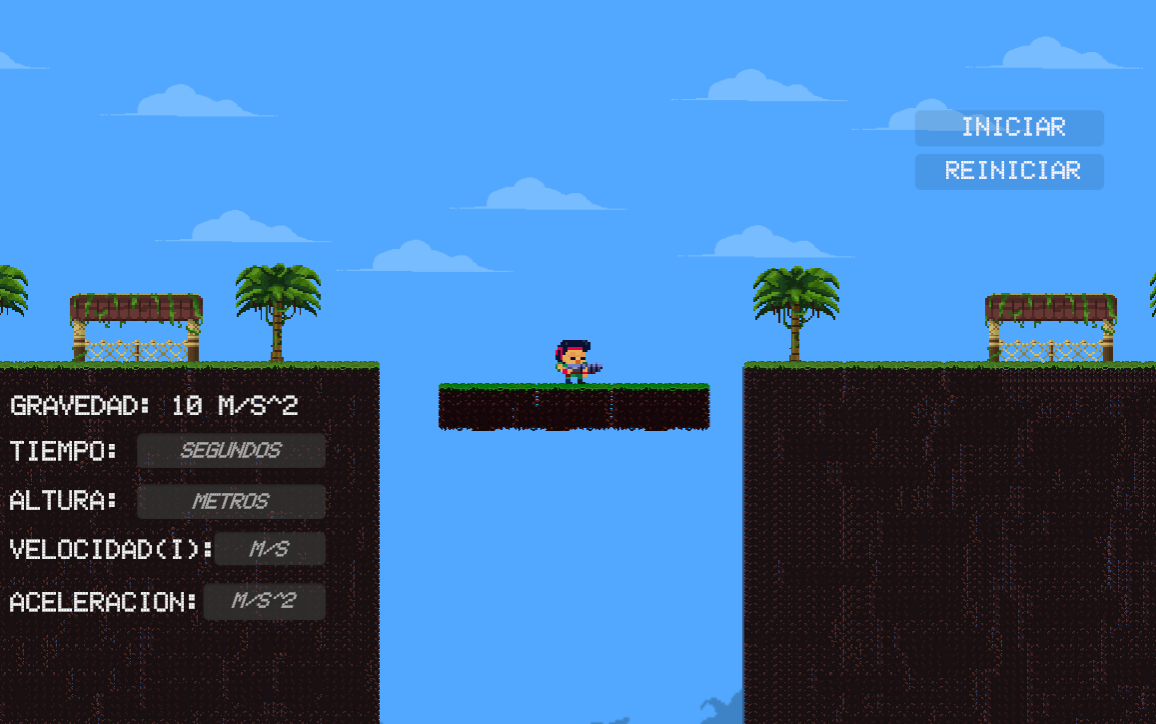 INICIAR
REINICIAR
GRAVEDAD: 10 M/S^2
TIEMPO: SEGUNDOS
ALTURA: METROS
VELOCIDAD(I): M/S
ACELERACION: M/S^2